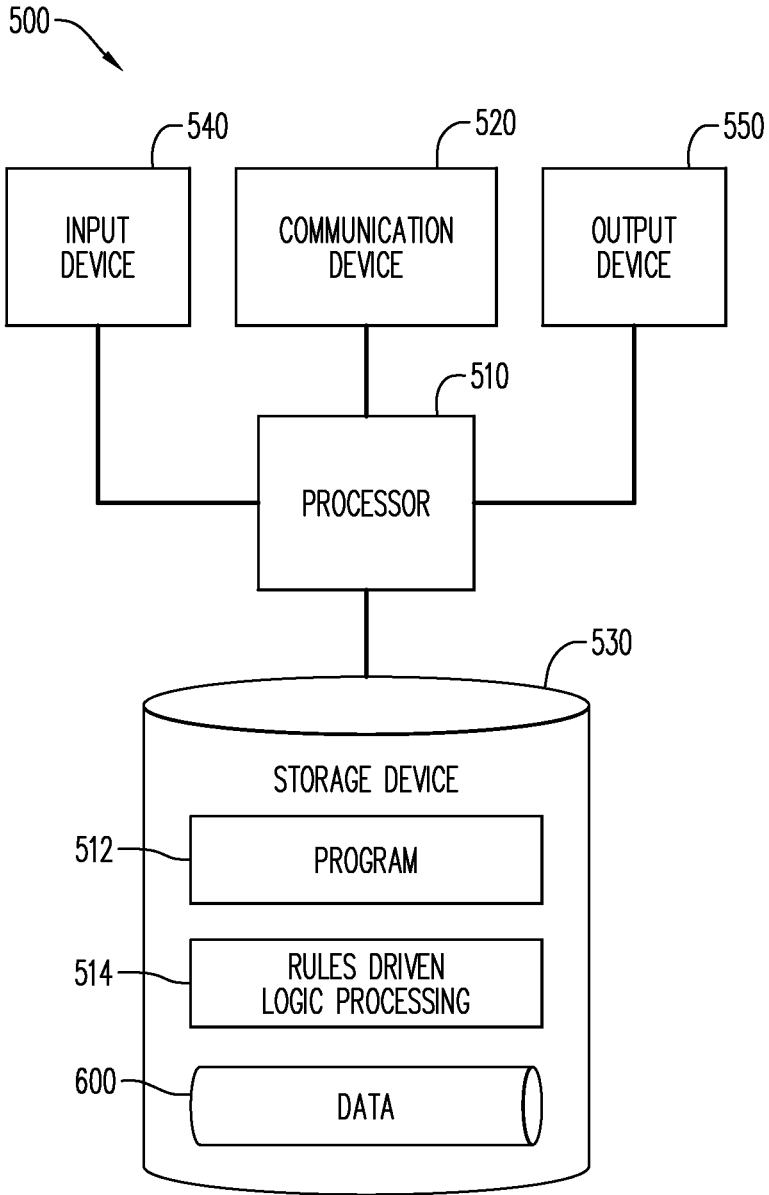 500
540
520
550
INPUT
DEVICE
COMMUNICATION
DEVICE
OUTPUT
DEVICE
510
PROCESSOR
530
STORAGE DEVICE
512
PROGRAM
514
RULES DRIVEN
LOGIC PROCESSING
600
DATA